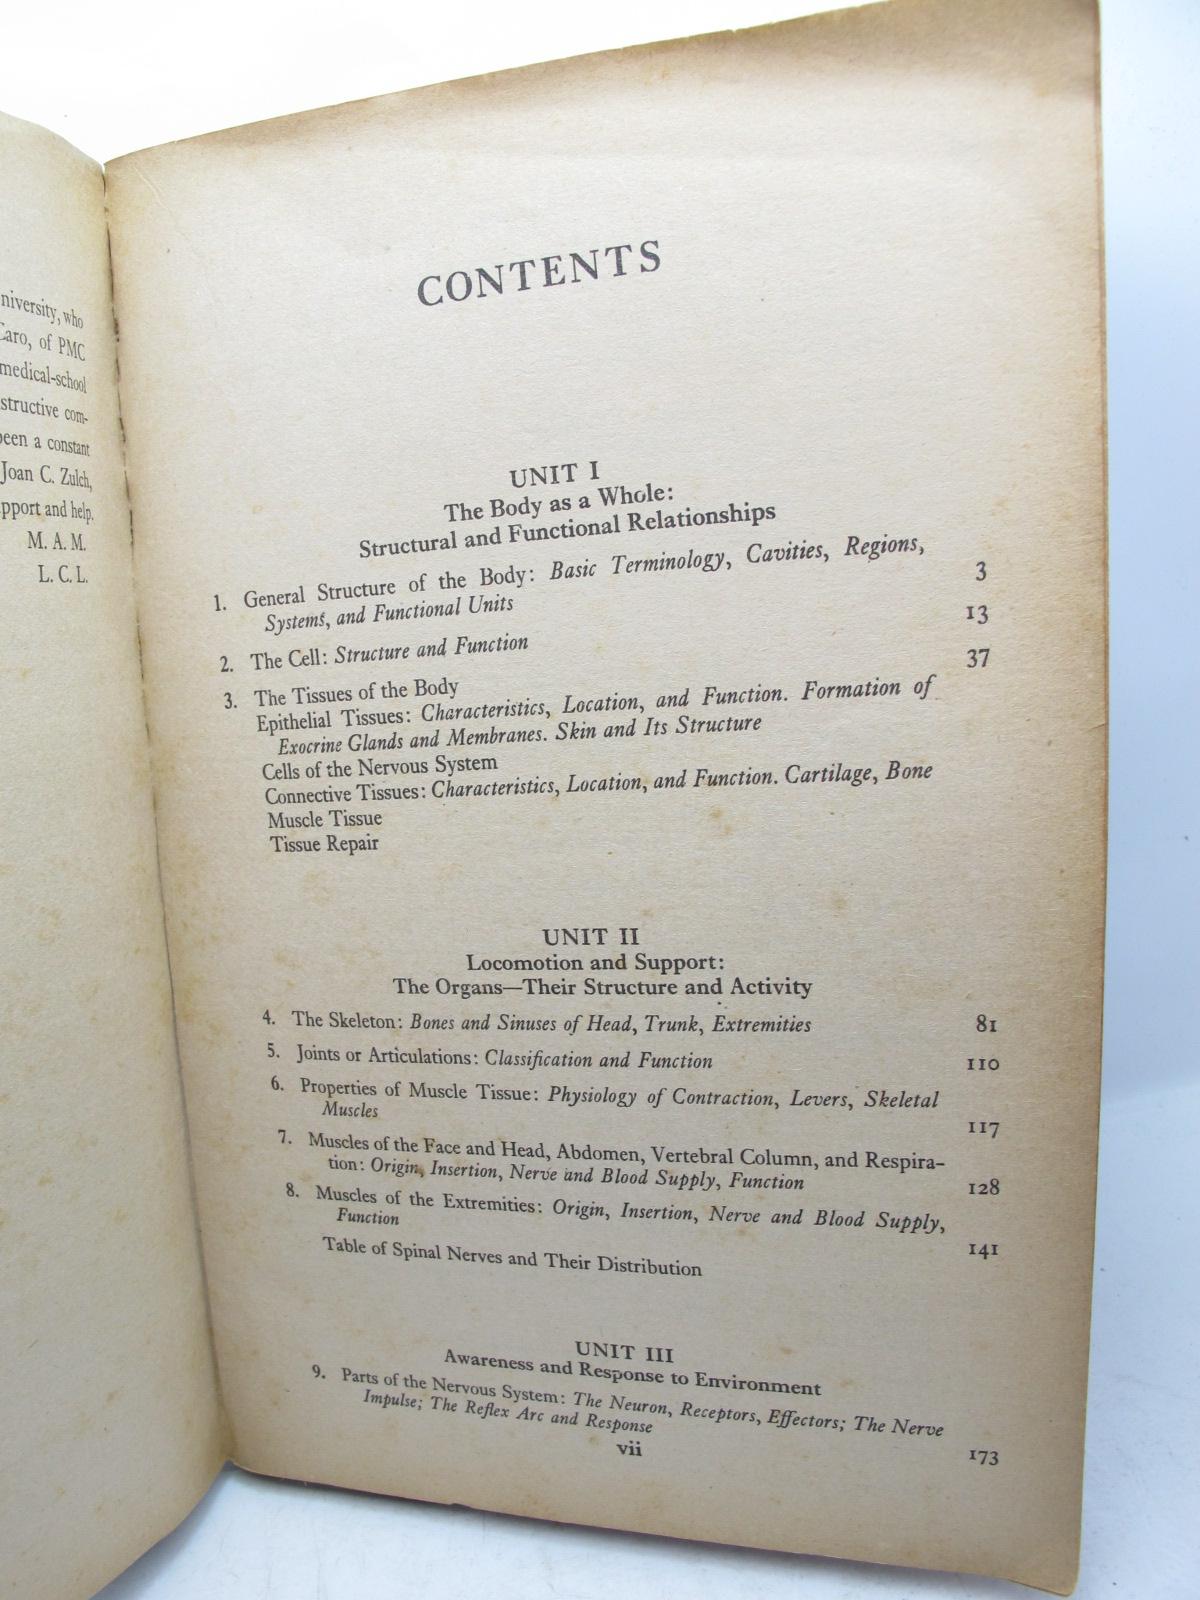 niversity, who
Caro, of PMC
medical-school
structive com-
been a constant
Joan C. Zulch,
pport and help.
M. A. M.
L. C. L.
CONTENTS
UNIT I
The Body as a Whole:
Structural and Functional Relationships
1. General Structure of the Body: Basic Terminology, Cavities, Regions,
Systems, and Functional Units 3
2. The Cell: Structure and Function 13
3. The Tissues of the Body 37
Epithelial Tissues: Characteristics, Location, and Function. Formation of
Exocrine Glands and Membranes. Skin and Its Structure
Cells of the Nervous System
Connective Tissues: Characteristics, Location, and Function. Cartilage, Bone
Muscle Tissue
Tissue Repair
UNIT II
Locomotion and Support:
The Organs—Their Structure and Activity
4. The Skeleton: Bones and Sinuses of Head, Trunk, Extremities 81
5. Joints or Articulations: Classification and Function 110
6. Properties of Muscle Tissue: Physiology of Contraction, Levers, Skeletal
Muscles 117
7. Muscles of the Face and Head, Abdomen, Vertebral Column, and Respira-
tion: Origin, Insertion, Nerve and Blood Supply, Function 128
8. Muscles of the Extremities: Origin, Insertion, Nerve and Blood Supply,
Function 141
Table of Spinal Nerves and Their Distribution
UNIT III
Awareness and Response to Environment
9. Parts of the Nervous System: The Neuron, Receptors, Effectors; The Nerve
Impulse; The Reflex Arc and Response 173
vii